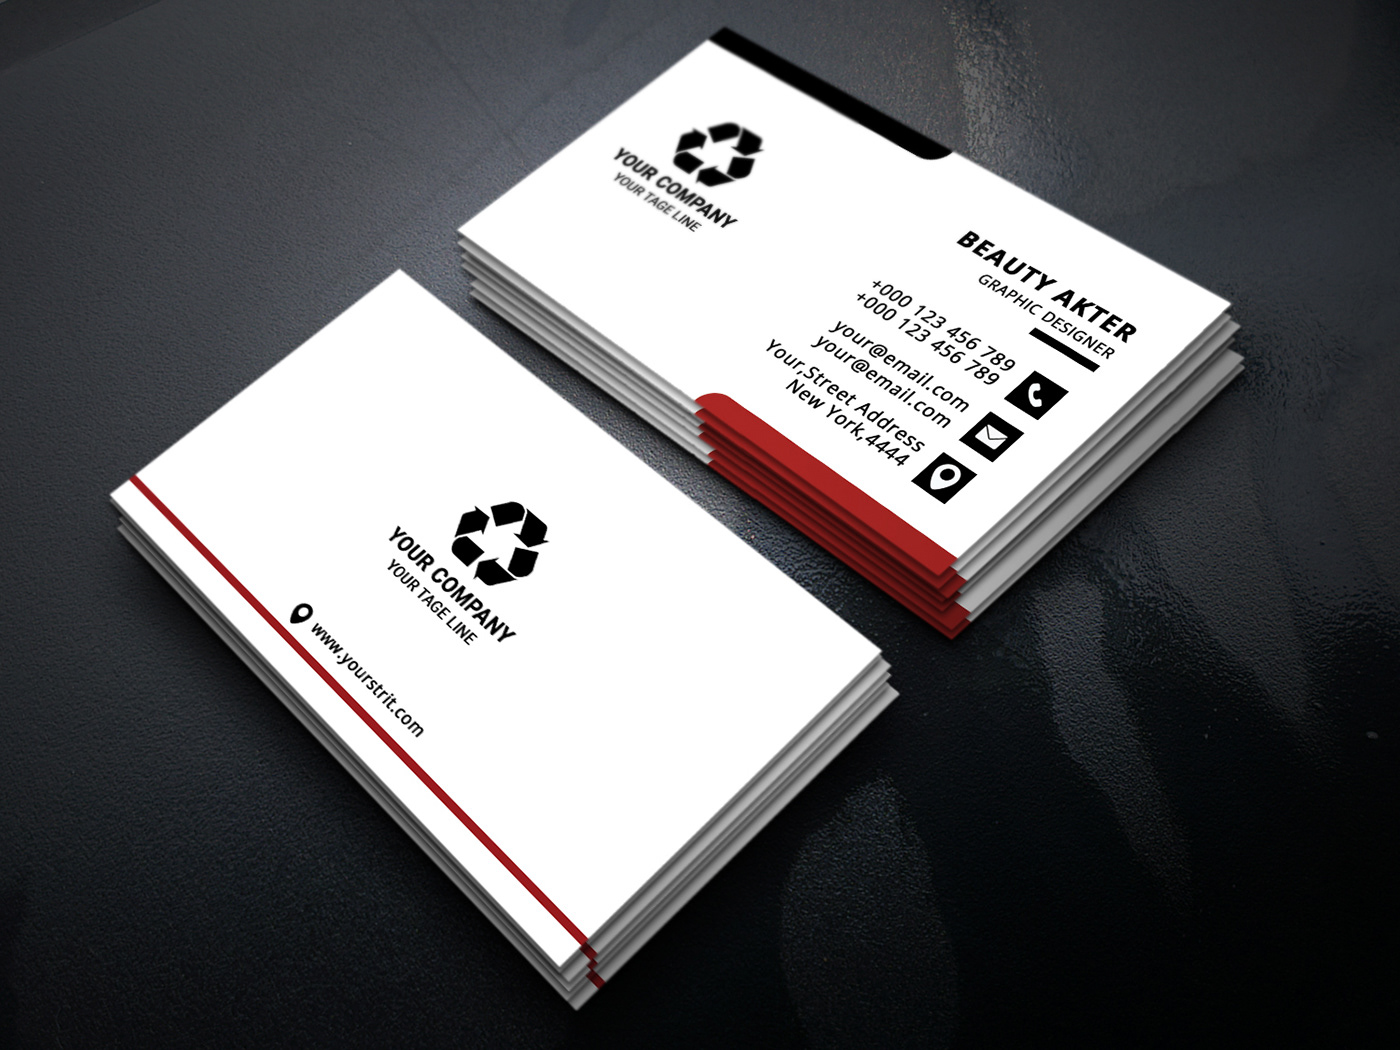 YOUR COMPANY
YOUR TAGE LINE
BEAUTY AKTER
GRAPHIC DESIGNER
+000 123 456 789
+000 123 456 789
your@email.com
your@email.com
Your,Street Address
New York,4444
YOUR COMPANY
YOUR TAGE LINE
www.yourstrit.com